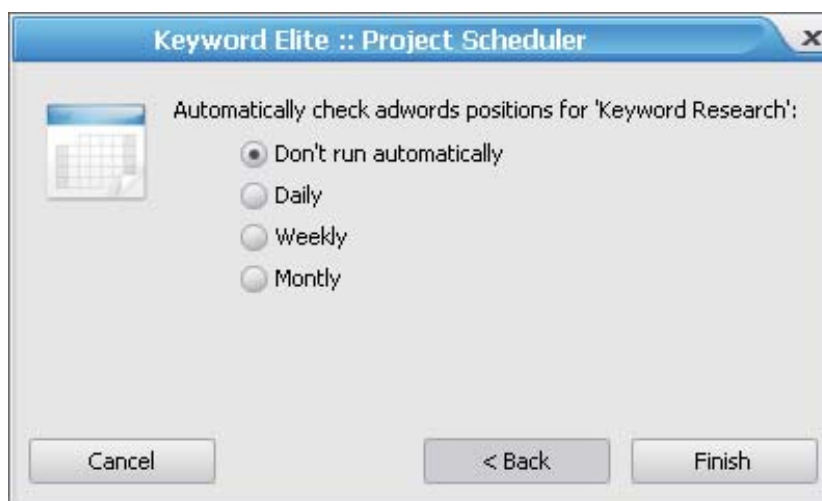 Keyword Elite :: Project Scheduler
x
Automatically check adwords positions for 'Keyword Research':
Don't run automatically
Daily
Weekly
Montly
Cancel
< Back
Finish